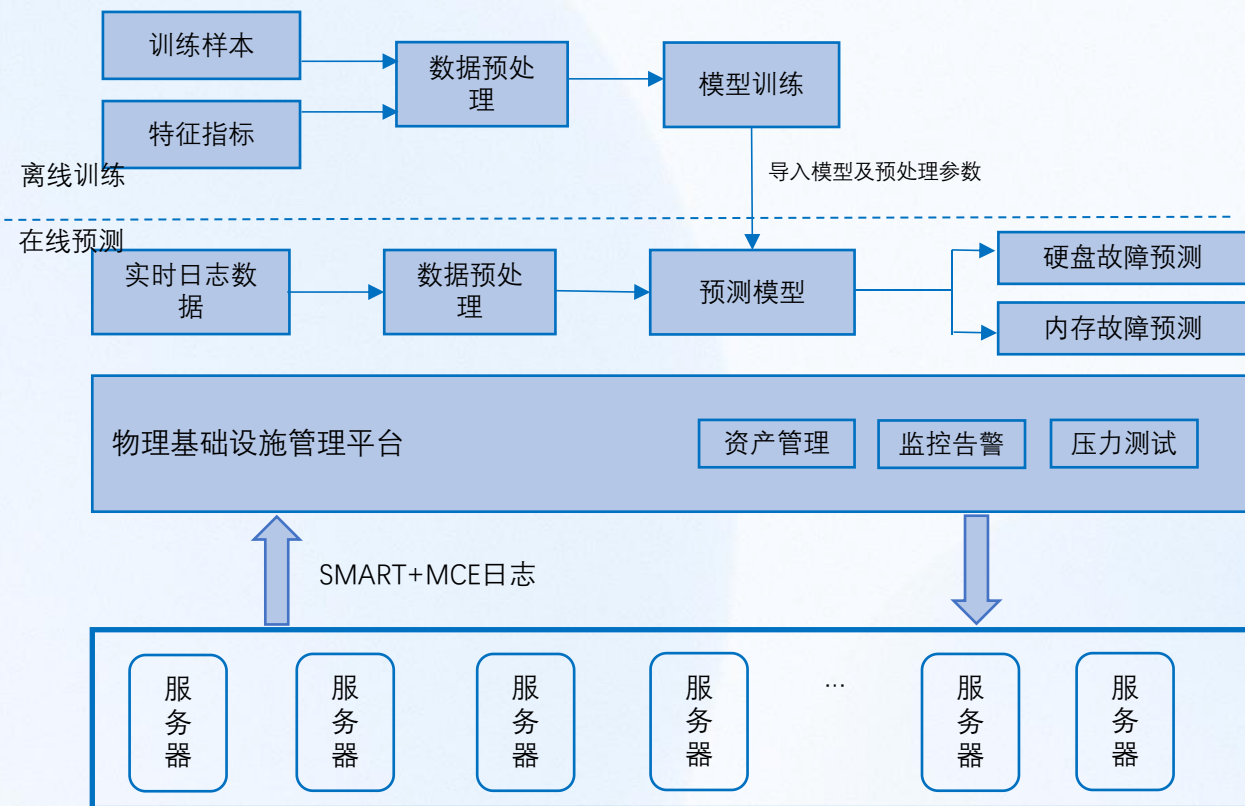 训练样本
数据预处
理
模型训练
特征指标
离线训练
导入模型及预处理参数
在线预测
实时日志数
据
数据预处
理
预测模型
硬盘故障预测
内存故障预测
物理基础设施管理平台
资产管理
监控告警
压力测试
SMART+MCE日志
服
务
器
服
务
器
服
务
器
服
务
器
...
服
务
器
服
务
器